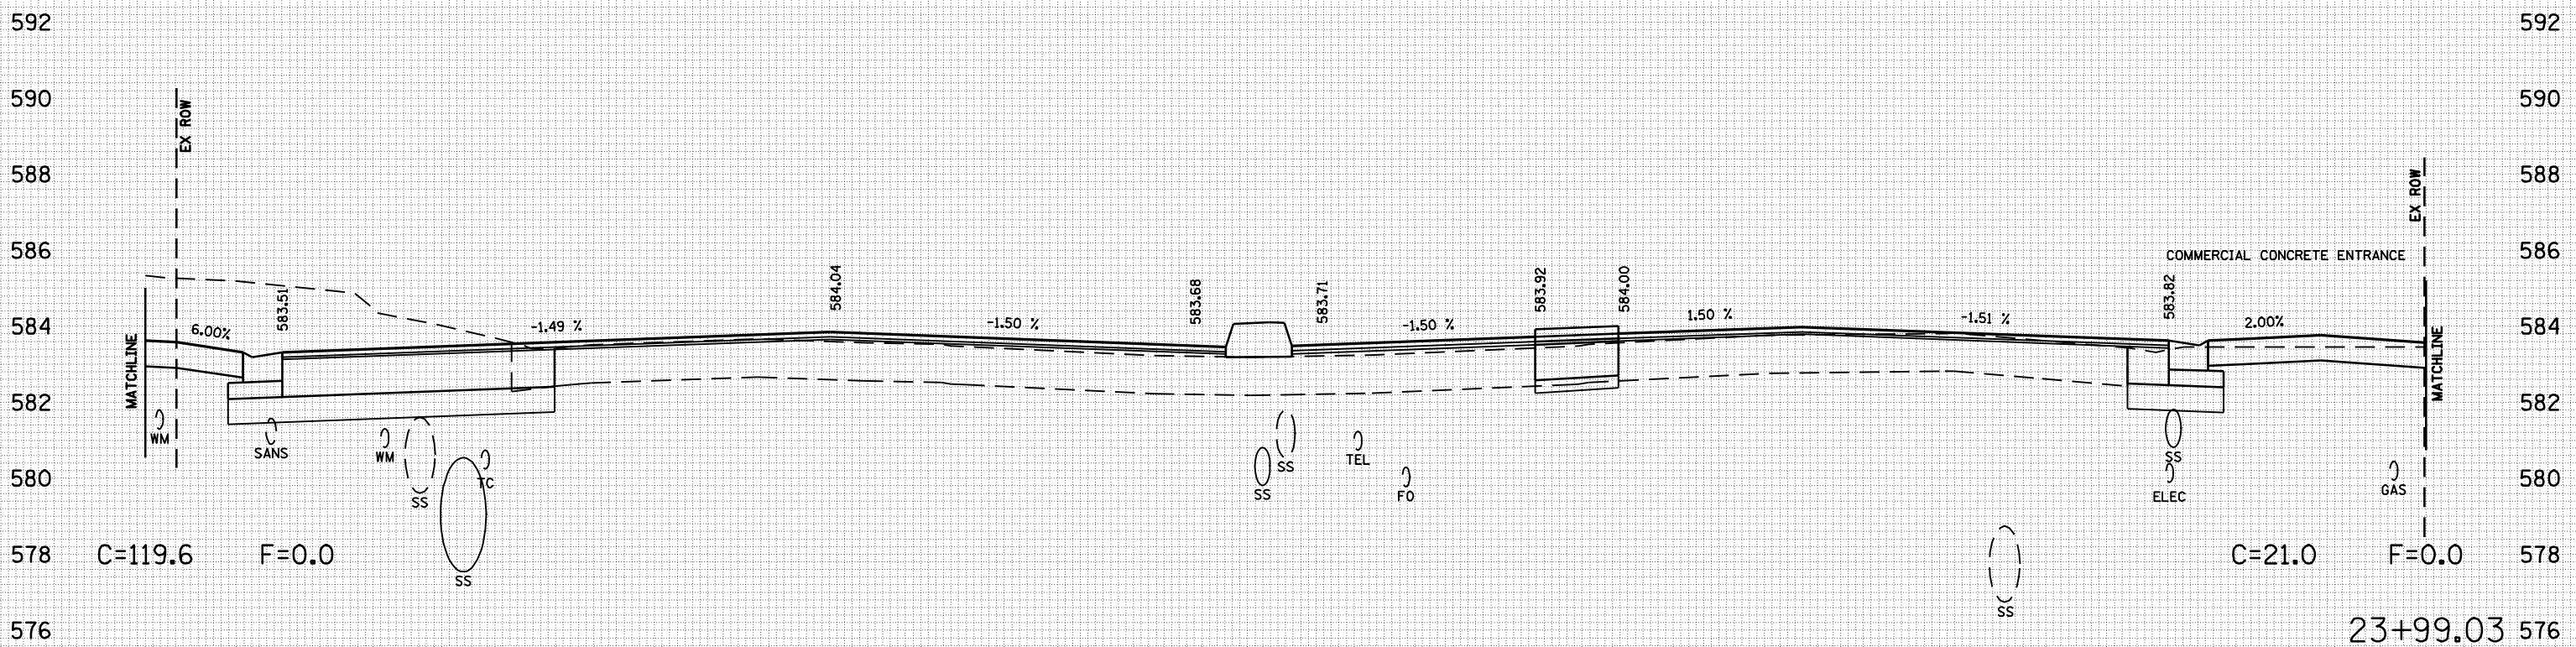 592 592
590 590
EX ROW
588 588
EX ROW
586 586
COMMERCIAL CONCRETE ENTRANCE
583.51
584.04
583.68
583.71
583.92
584.00
583.82
584 584
6.00%
-1.49 %
-1.50 %
-1.50 %
1.50 %
-1.51 %
2.00%
MATCHLINE
MATCHLINE
582 582
WM
SANS
WM
SS
TC
SS
SS
SS
TEL
FO
SS
ELEC
GAS
SS
580 580
578 C=119.6 F=0.0 C=21.0 F=0.0 578
576 23+99.03 576